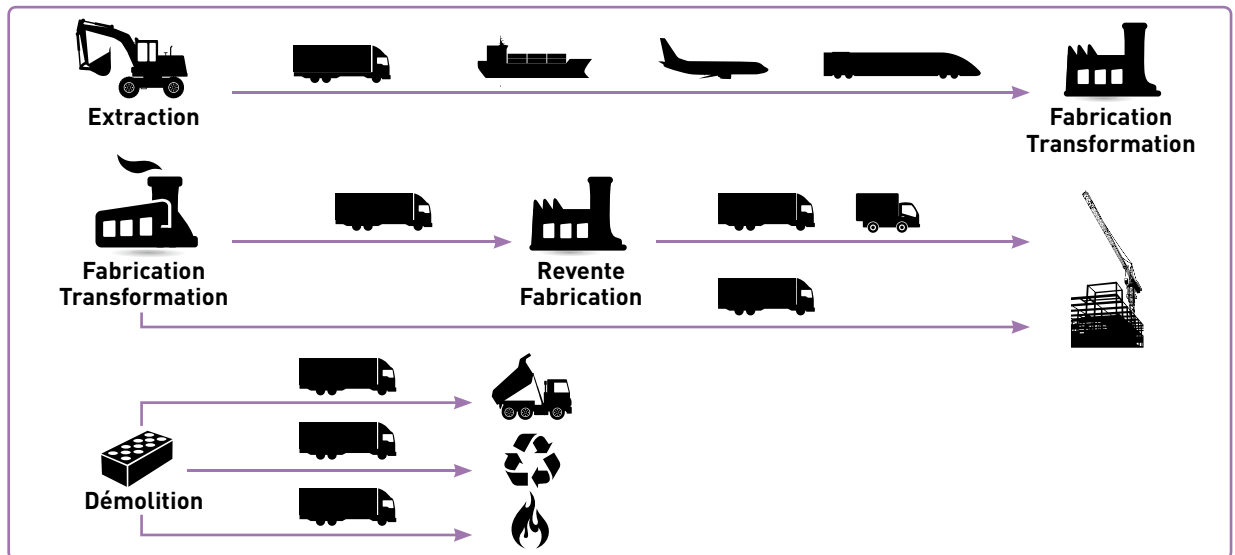 Extraction
Fabrication
Transformation
Fabrication
Transformation
Revente
Fabrication
Démolition